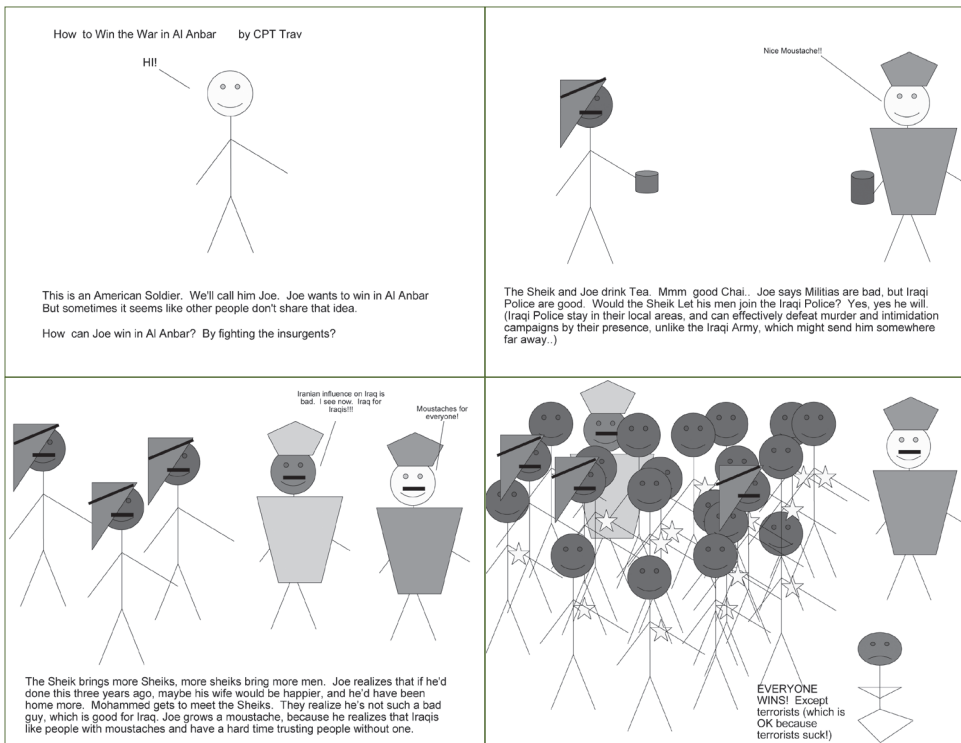 How to Win the War in Al Anbar by CPT Trav
HI!
This is an American Soldier. We'll call him Joe. Joe wants to win in Al Anbar
But sometimes it seems like other people don't share that idea.
How can Joe win in Al Anbar? By fighting the insurgents?
Nice Moustache!!
The Sheik and Joe drink Tea. Mmm good Chai.. Joe says Militias are bad, but Iraqi
Police are good. Would the Sheik Let his men join the Iraqi Police? Yes, yes he will.
(Iraqi Police stay in their local areas, and can effectively defeat murder and intimidation
campaigns by their presence, unlike the Iraqi Army, which might send him somewhere
far away..)
Iranian influence on Iraq is
bad. I see now. Iraq for
Iraqis!!!
Moustaches for
everyone!
The Sheik brings more Sheiks, more sheiks bring more men. Joe realizes that if he'd
done this three years ago, maybe his wife would be happier, and he'd have been
home more. Mohammed gets to meet the Sheiks. They realize he's not such a bad
guy, which is good for Iraq. Joe grows a moustache, because he realizes that Iraqis
like people with moustaches and have a hard time trusting people without one.
EVERYONE
WINS! Except
terrorists (which is
OK because
terrorists suck!)